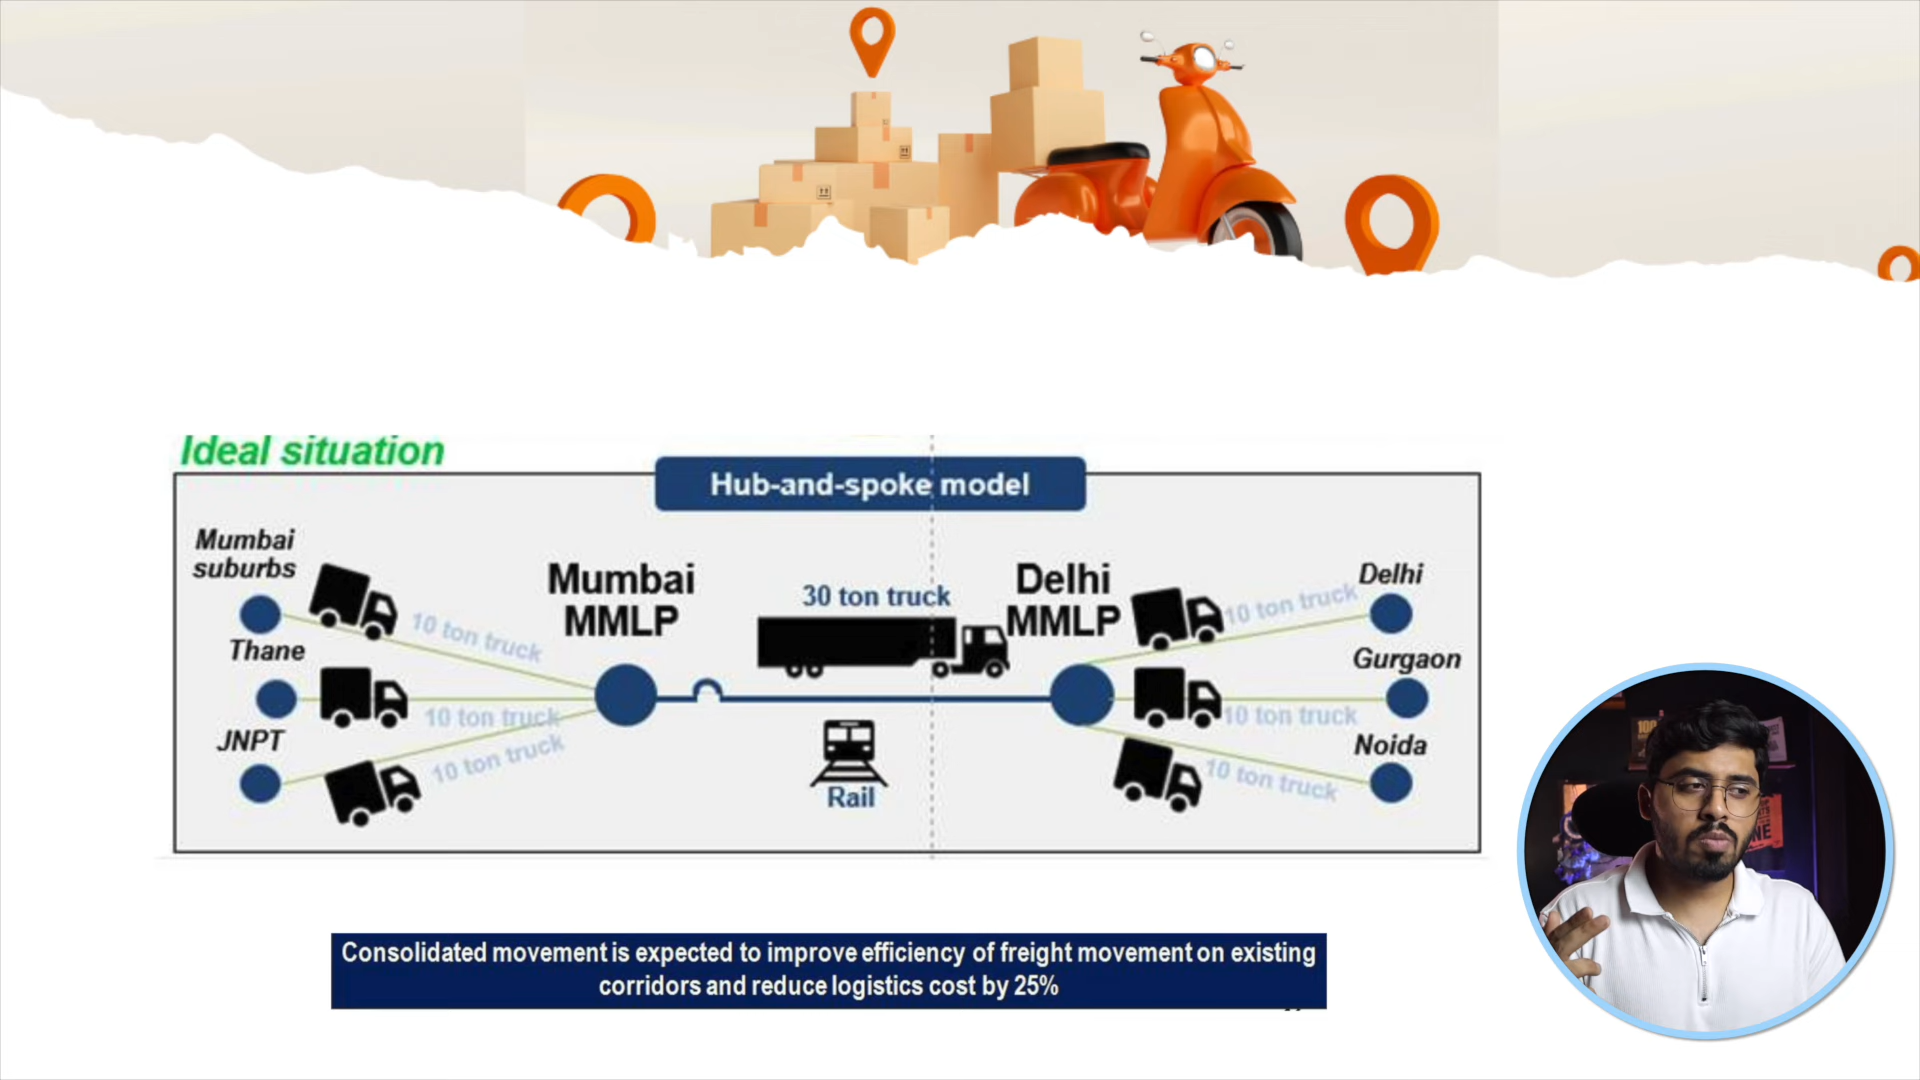 Ideal situation
Hub-and-spoke model
Mumbai
suburbs
Thane
JNPT
10 ton truck
10 ton truck
10 ton truck
Mumbai
MMLP
30 ton truck
Rail
Delhi
MMLP
10 ton truck
10 ton truck
10 ton truck
Delhi
Gurgaon
Noida
Consolidated movement is expected to improve efficiency of freight movement on existing
corridors and reduce logistics cost by 25%